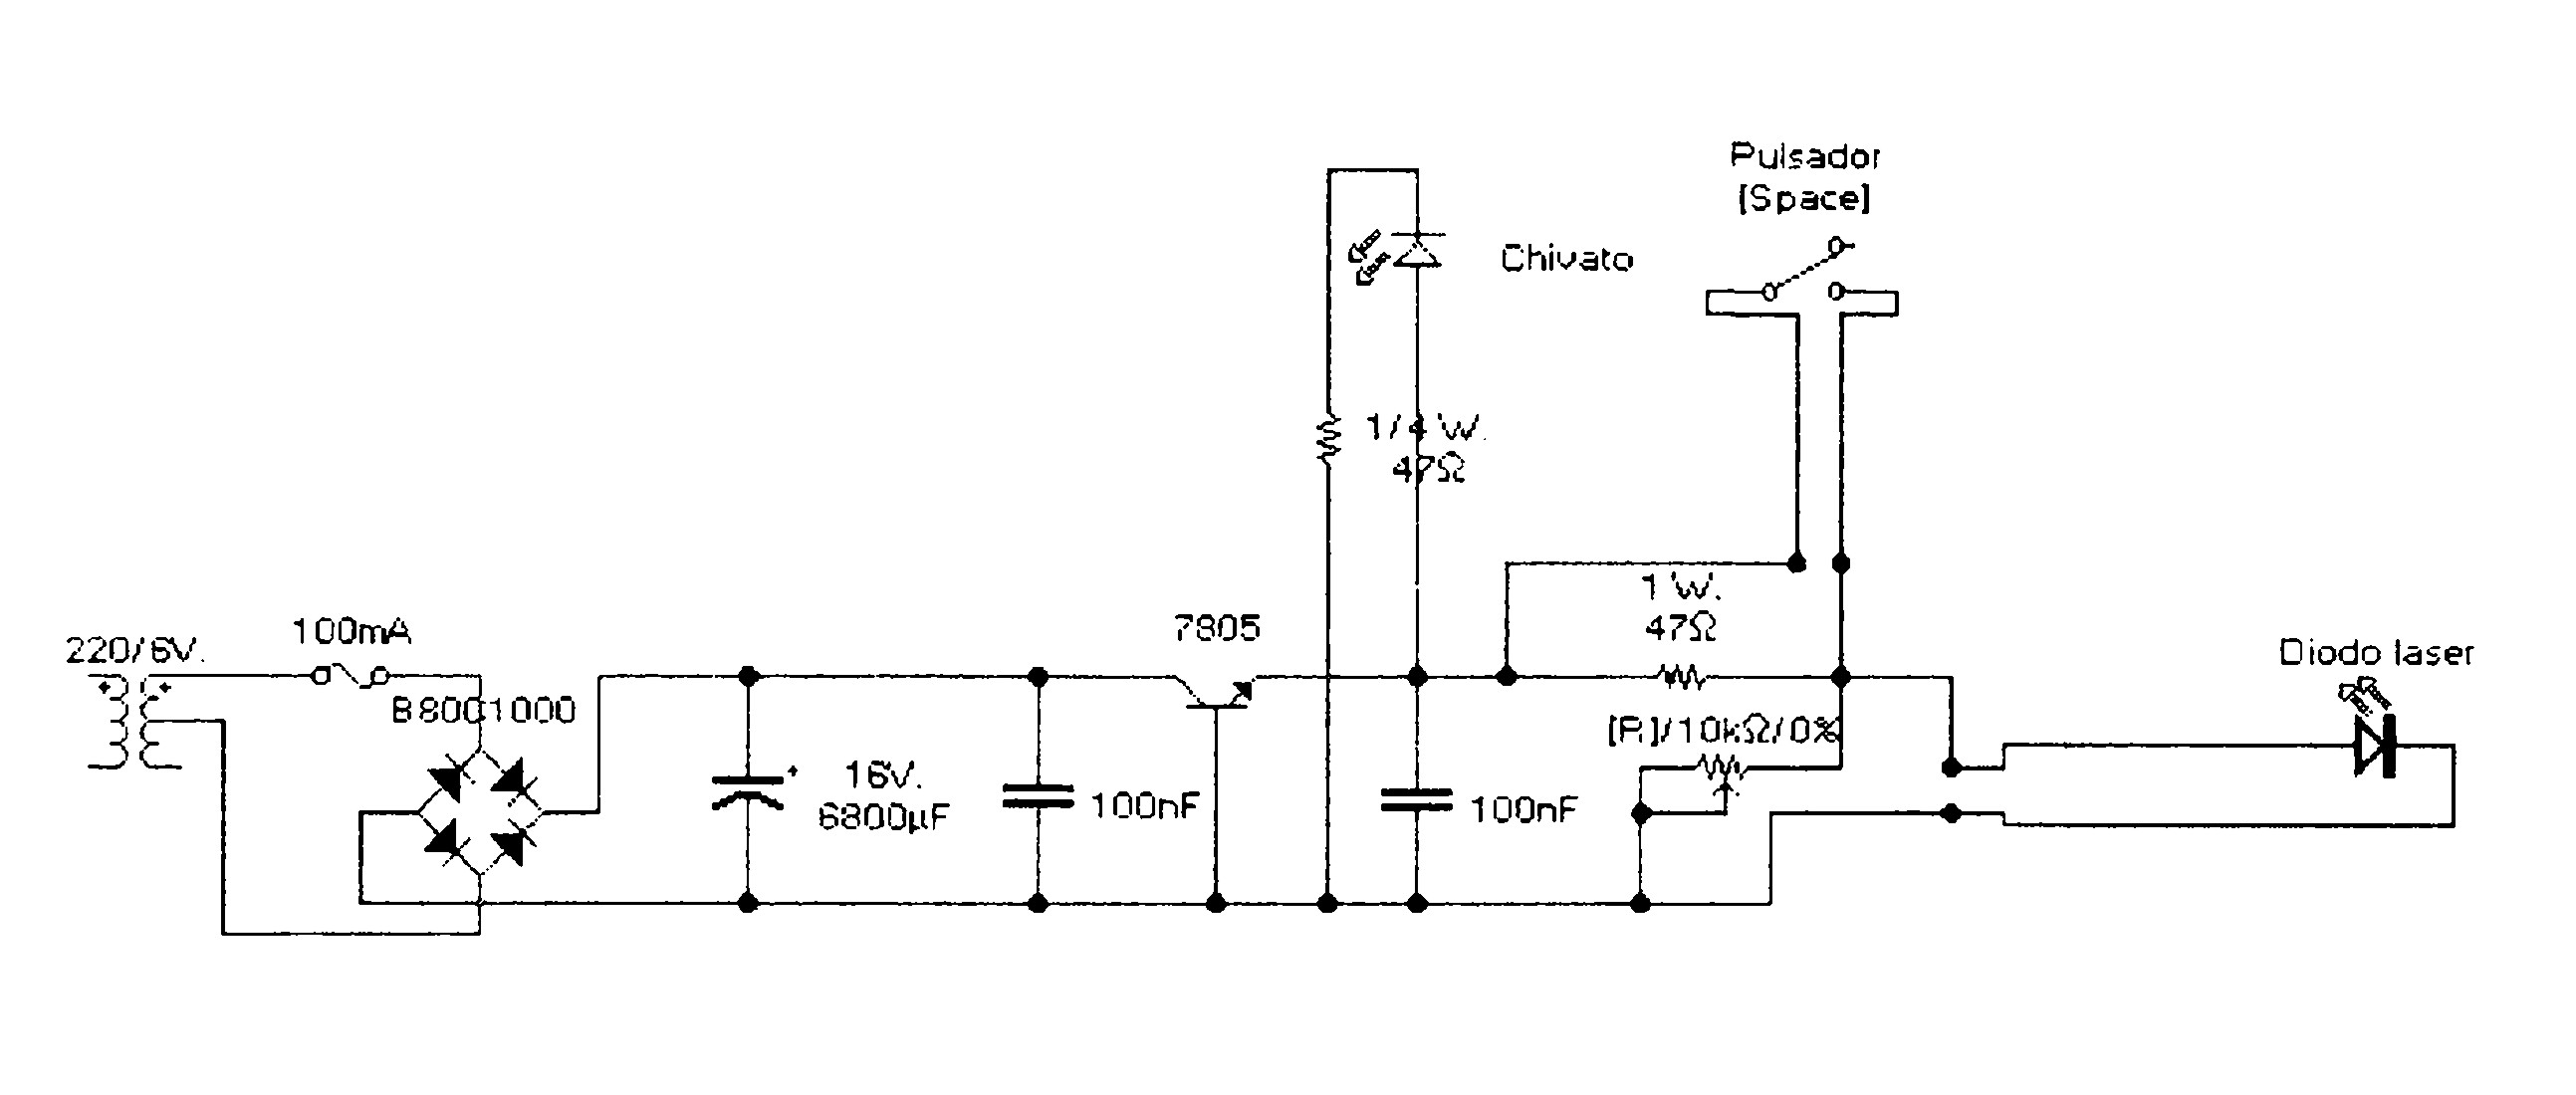 Pulsador
[Space]
Chivato
1/4 W.
47Ω
1 W.
47Ω
7805
100mA
220/6V.
B80C1000
Diodo laser
[R]/10kΩ/0%
16V.
6800µF
100nF
100nF